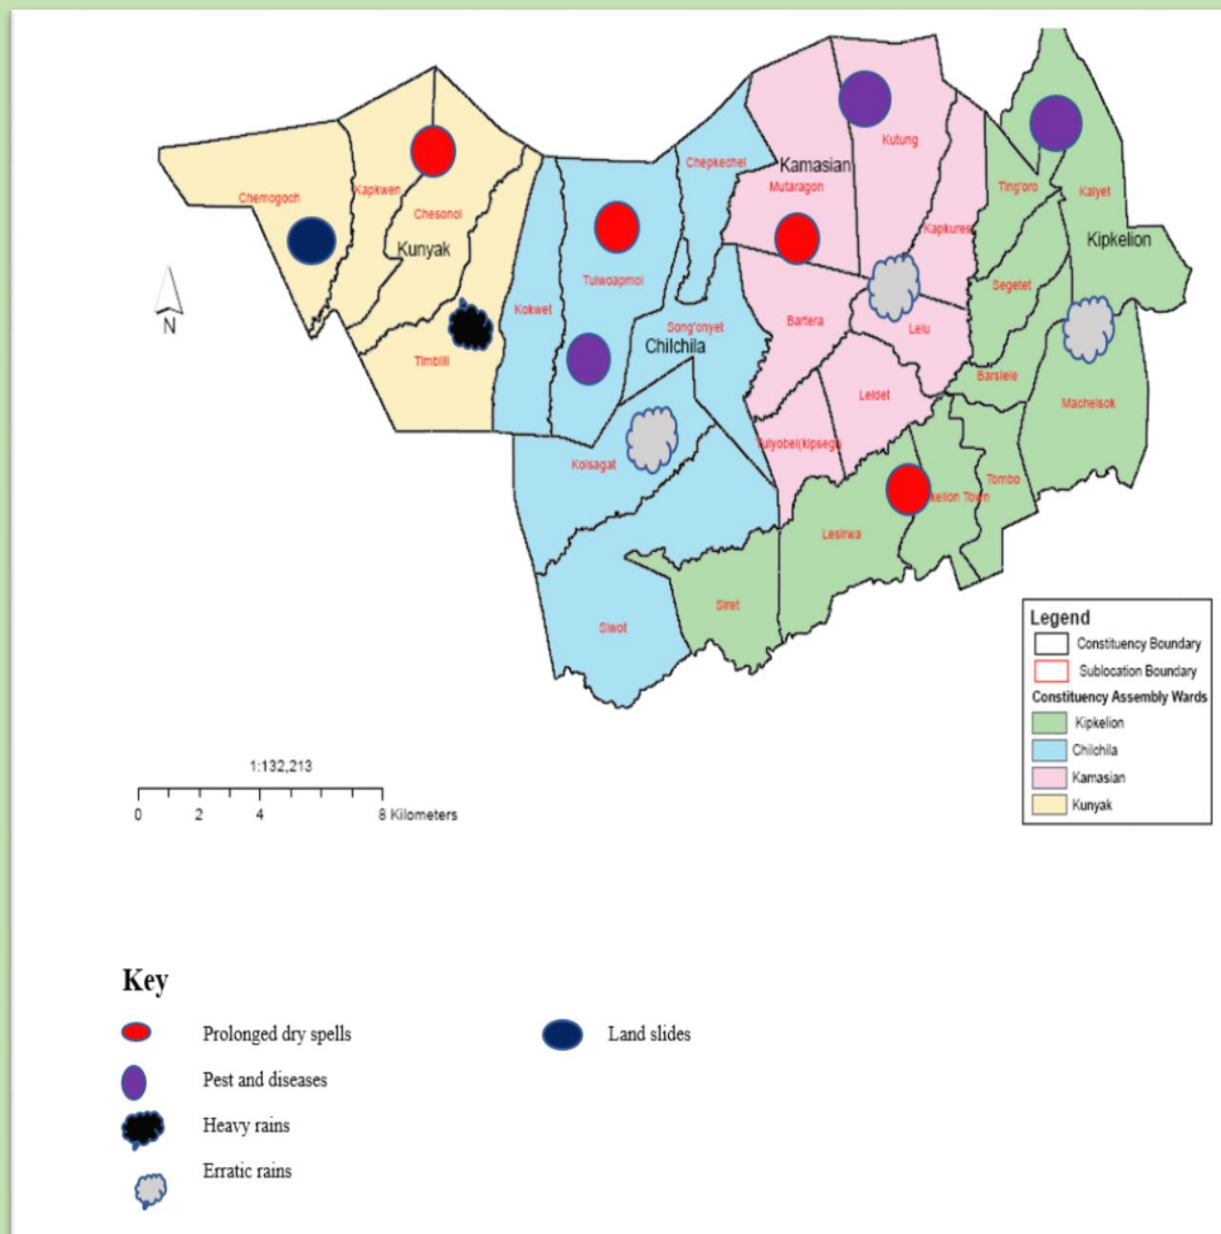 Chemogoch
Kapkwen
Chesonoi
Kunyak
Timbilil
Kokwet
Tulwoapmoi
Chepkechei
Song'onyet
Chilchila
Koisagat
Siwot
Kamasian
Mutaragon
Kutung
Kapkures
Bartera
Lelu
Leldet
Ting'oro
Kalyet
Kipkelion
Segetet
Barsiele
Macheisok
Tombo
Lesirwa
Siret
N
Legend
Constituency Boundary
Sublocation Boundary
Constituency Assembly Wards
Kipkelion
Chilchila
Kamasian
Kunyak
1:132,213
0 2 4 8 Kilometers
Key
Prolonged dry spells
Land slides
Pest and diseases
Heavy rains
Erratic rains